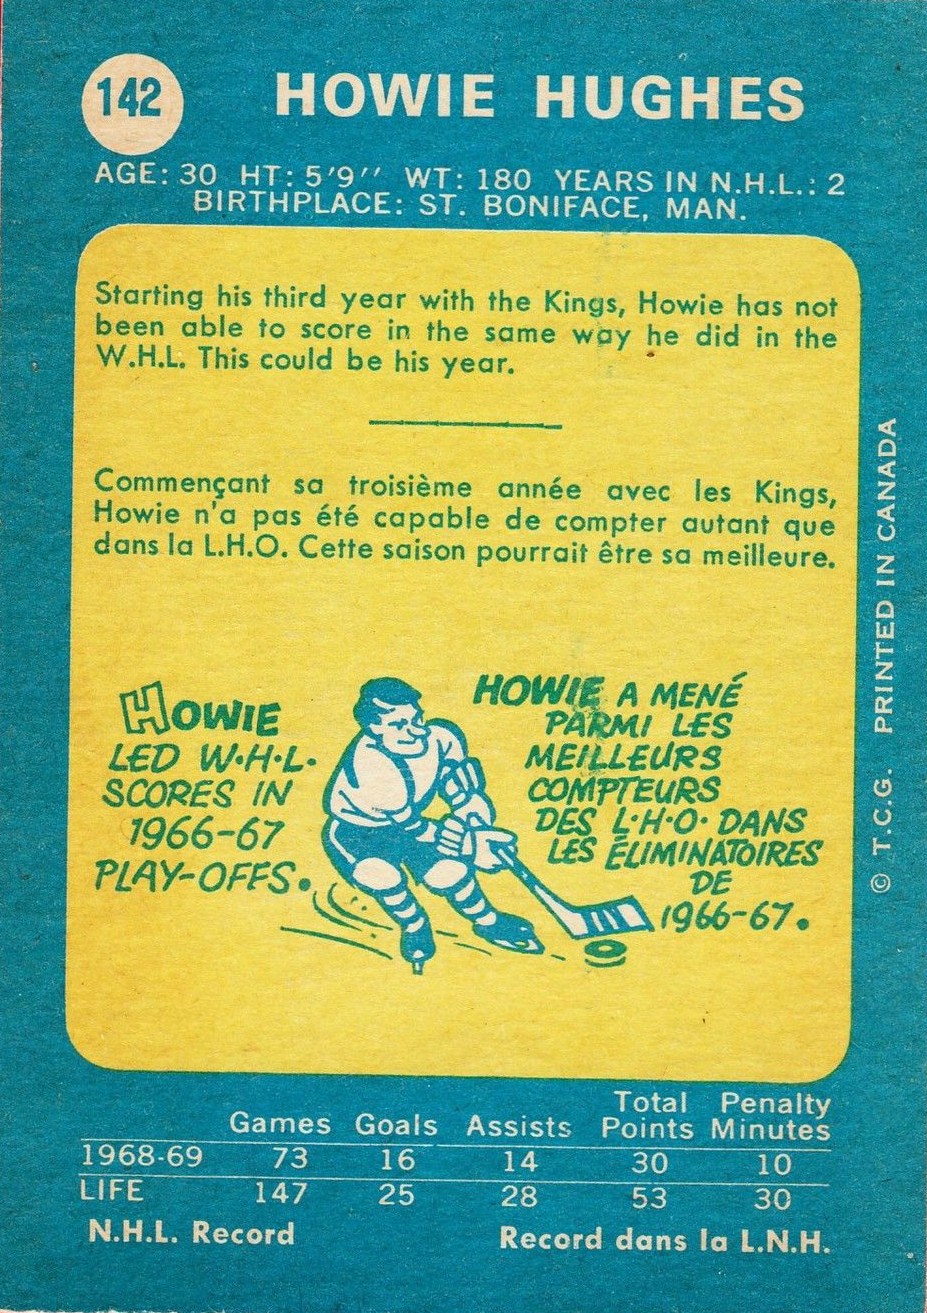 142
HOWIE HUGHES
AGE: 30 HT: 5'9'' WT: 180 YEARS IN N.H.L.: 2
BIRTHPLACE: ST. BONIFACE, MAN.
Starting his third year with the Kings, Howie has not
been able to score in the same way he did in the
W.H.L. This could be his year.
Commençant sa troisième année avec les Kings,
Howie n'a pas été capable de compter autant que
dans la L.H.O. Cette saison pourrait être sa meilleure.
HOWIE
LED W.H.L.
SCORES IN
1966-67
PLAY-OFFS.
HOWIE A MENÉ
PARMI LES
MEILLEURS
COMPTEURS
DES L.H.O. DANS
LES ÉLIMINATOIRES
DE
1966-67.
© T.C.G. PRINTED IN CANADA
Games Goals Assists Total Points Penalty Minutes
1968-69 73 16 14 30 10
LIFE 147 25 28 53 30
N.H.L. Record Record dans la L.N.H.